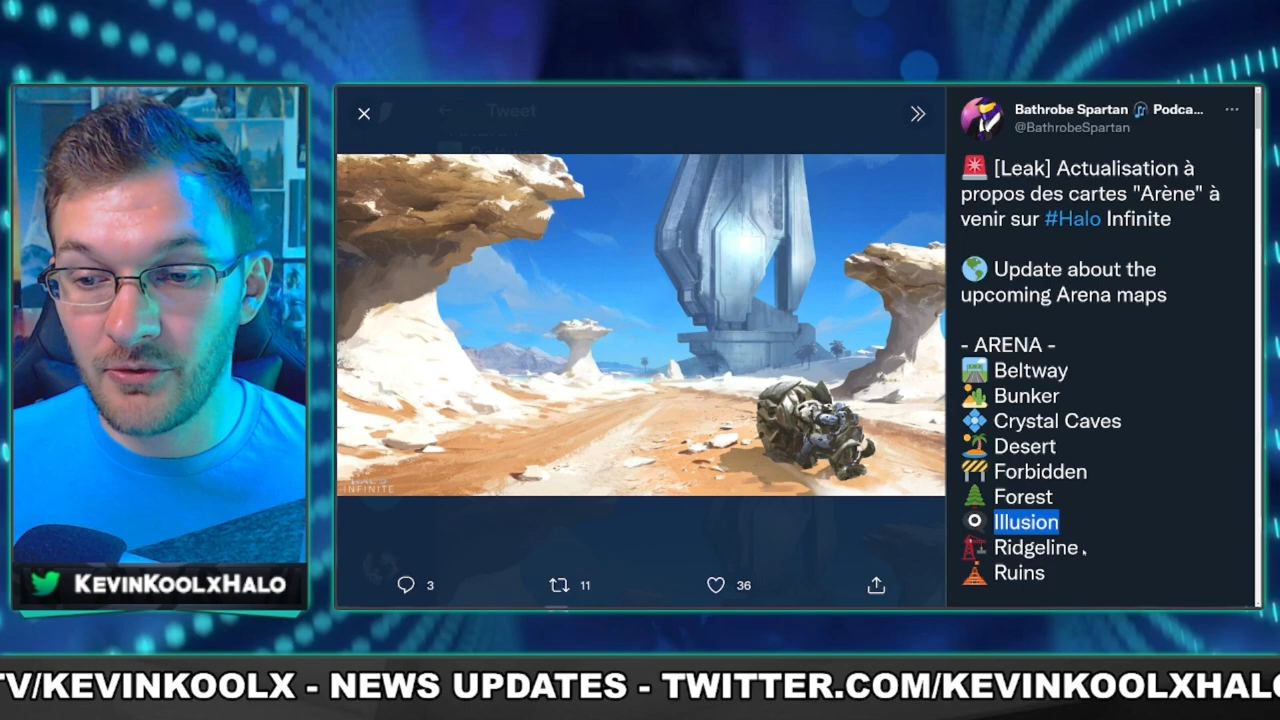 Tweet
Bathrobe Spartan Podca...
@BathrobeSpartan
[Leak] Actualisation à
propos des cartes "Arène" à
venir sur #Halo Infinite
Update about the
upcoming Arena maps
- ARENA -
Beltway
Bunker
Crystal Caves
Desert
Forbidden
Forest
Illusion
Ridgeline
Ruins
HALO
INFINITE
3
11
36
KEVINKOOLXHALO
TV/KEVINKOOLX - NEWS UPDATES - TWITTER.COM/KEVINKOOLXHALO